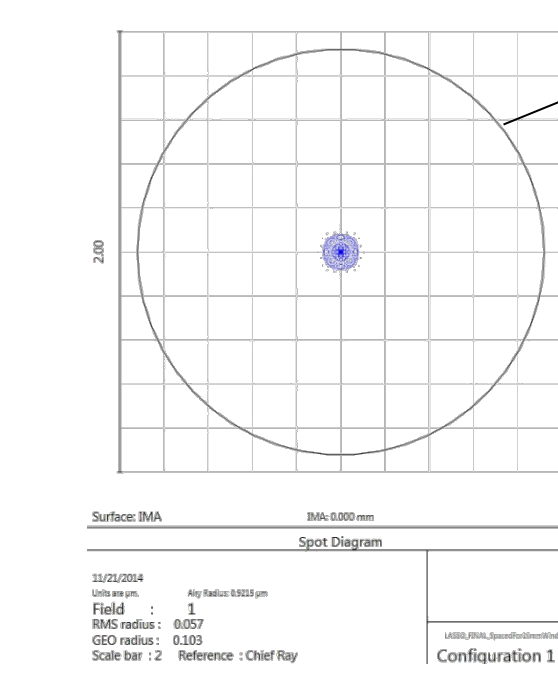 2.00
Surface: IMA
IMA: 0.000 mm
Spot Diagram
11/21/2014
Units are µm. Airy Radius: 0.9215 µm
Field : 1
RMS radius : 0.057
GEO radius : 0.103
Scale bar : 2 Reference : Chief Ray
LASSO_FINAL_SpacedFor16mmWind
Configuration 1